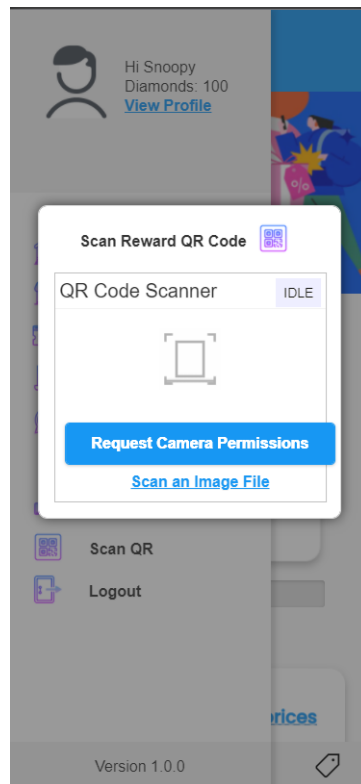 Hi Snoopy
Diamonds: 100
View Profile
%
Scan Reward QR Code
QR Code Scanner
IDLE
Request Camera Permissions
Scan an Image File
Scan QR
Logout
Version 1.0.0